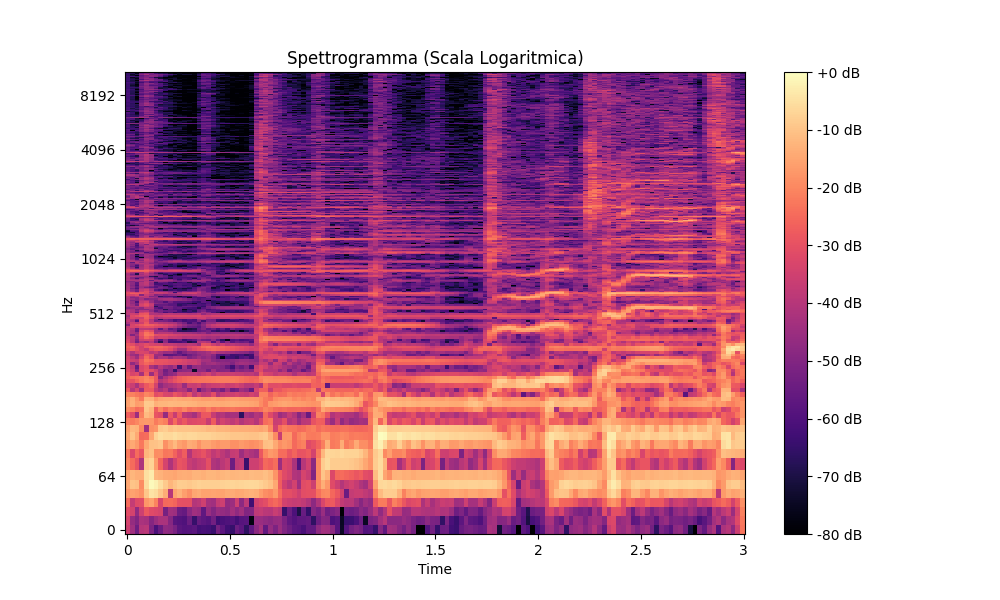 Spettrogramma (Scala Logaritmica)
Hz
8192
4096
2048
1024
512
256
128
64
0
0
0.5
1
1.5
2
2.5
3
Time
+0 dB
-10 dB
-20 dB
-30 dB
-40 dB
-50 dB
-60 dB
-70 dB
-80 dB